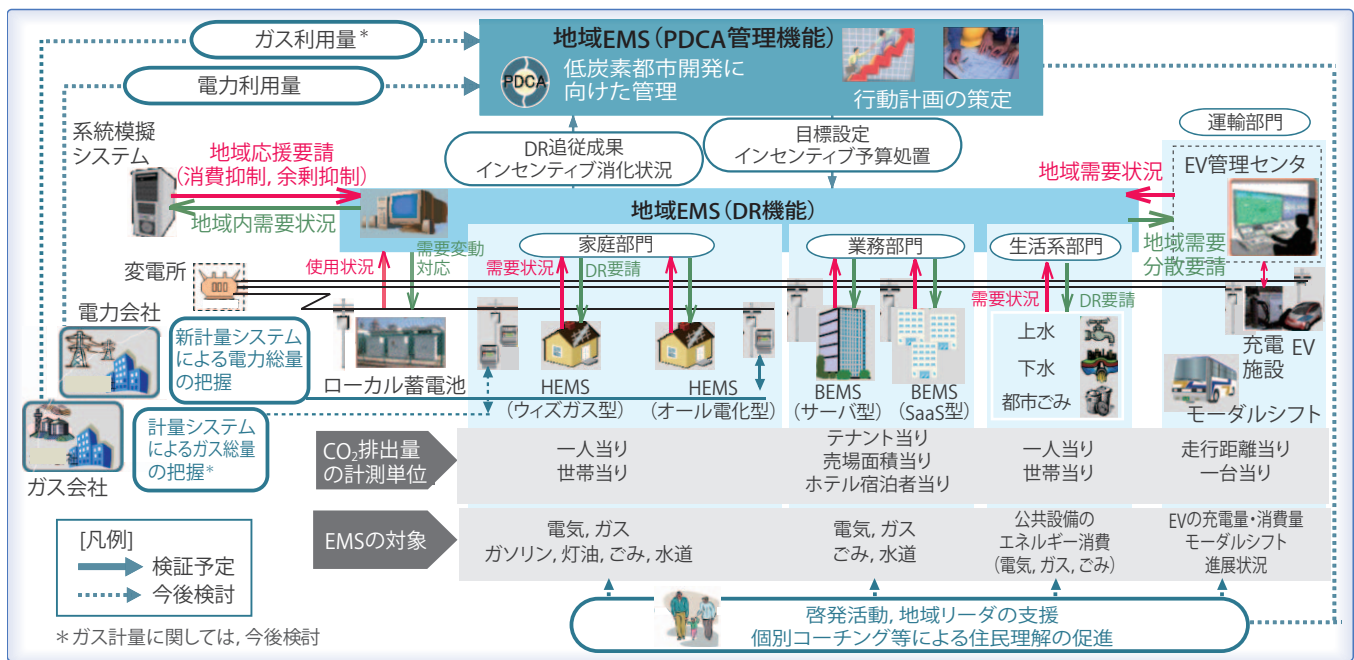 ガス利用量*
電力利用量
地域EMS（PDCA管理機能）
PDCA
低炭素都市開発に
向けた管理
行動計画の策定
DR追従成果
インセンティブ消化状況
目標設定
インセンティブ予算処置
系統模擬
システム
地域応援要請
（消費抑制, 余剰抑制）
地域内需要状況
地域EMS（DR機能）
地域需要状況
運輸部門
EV管理センタ
地域需要
分散要請
変電所
使用状況
需要変動
対応
家庭部門
需要状況
DR要請
業務部門
生活系部門
需要状況
DR要請
電力会社
新計量システム
による電力総量
の把握
ローカル蓄電池
HEMS
（ウィズガス型）
HEMS
（オール電化型）
BEMS
（サーバ型）
BEMS
（SaaS型）
上水
下水
都市ごみ
充電
施設
EV
モーダルシフト
ガス会社
計量システム
によるガス総量
の把握*
CO₂排出量
の計測単位
一人当り
世帯当り
テナント当り
売場面積当り
ホテル宿泊者当り
一人当り
世帯当り
走行距離当り
一台当り
EMSの対象
電気, ガス
ガソリン, 灯油, ごみ, 水道
電気, ガス
ごみ, 水道
公共設備の
エネルギー消費
（電気, ガス, ごみ）
EVの充電量・消費量
モーダルシフト
進展状況
[凡例]
検証予定
今後検討
＊ガス計量に関しては, 今後検討
啓発活動, 地域リーダの支援
個別コーチング等による住民理解の促進